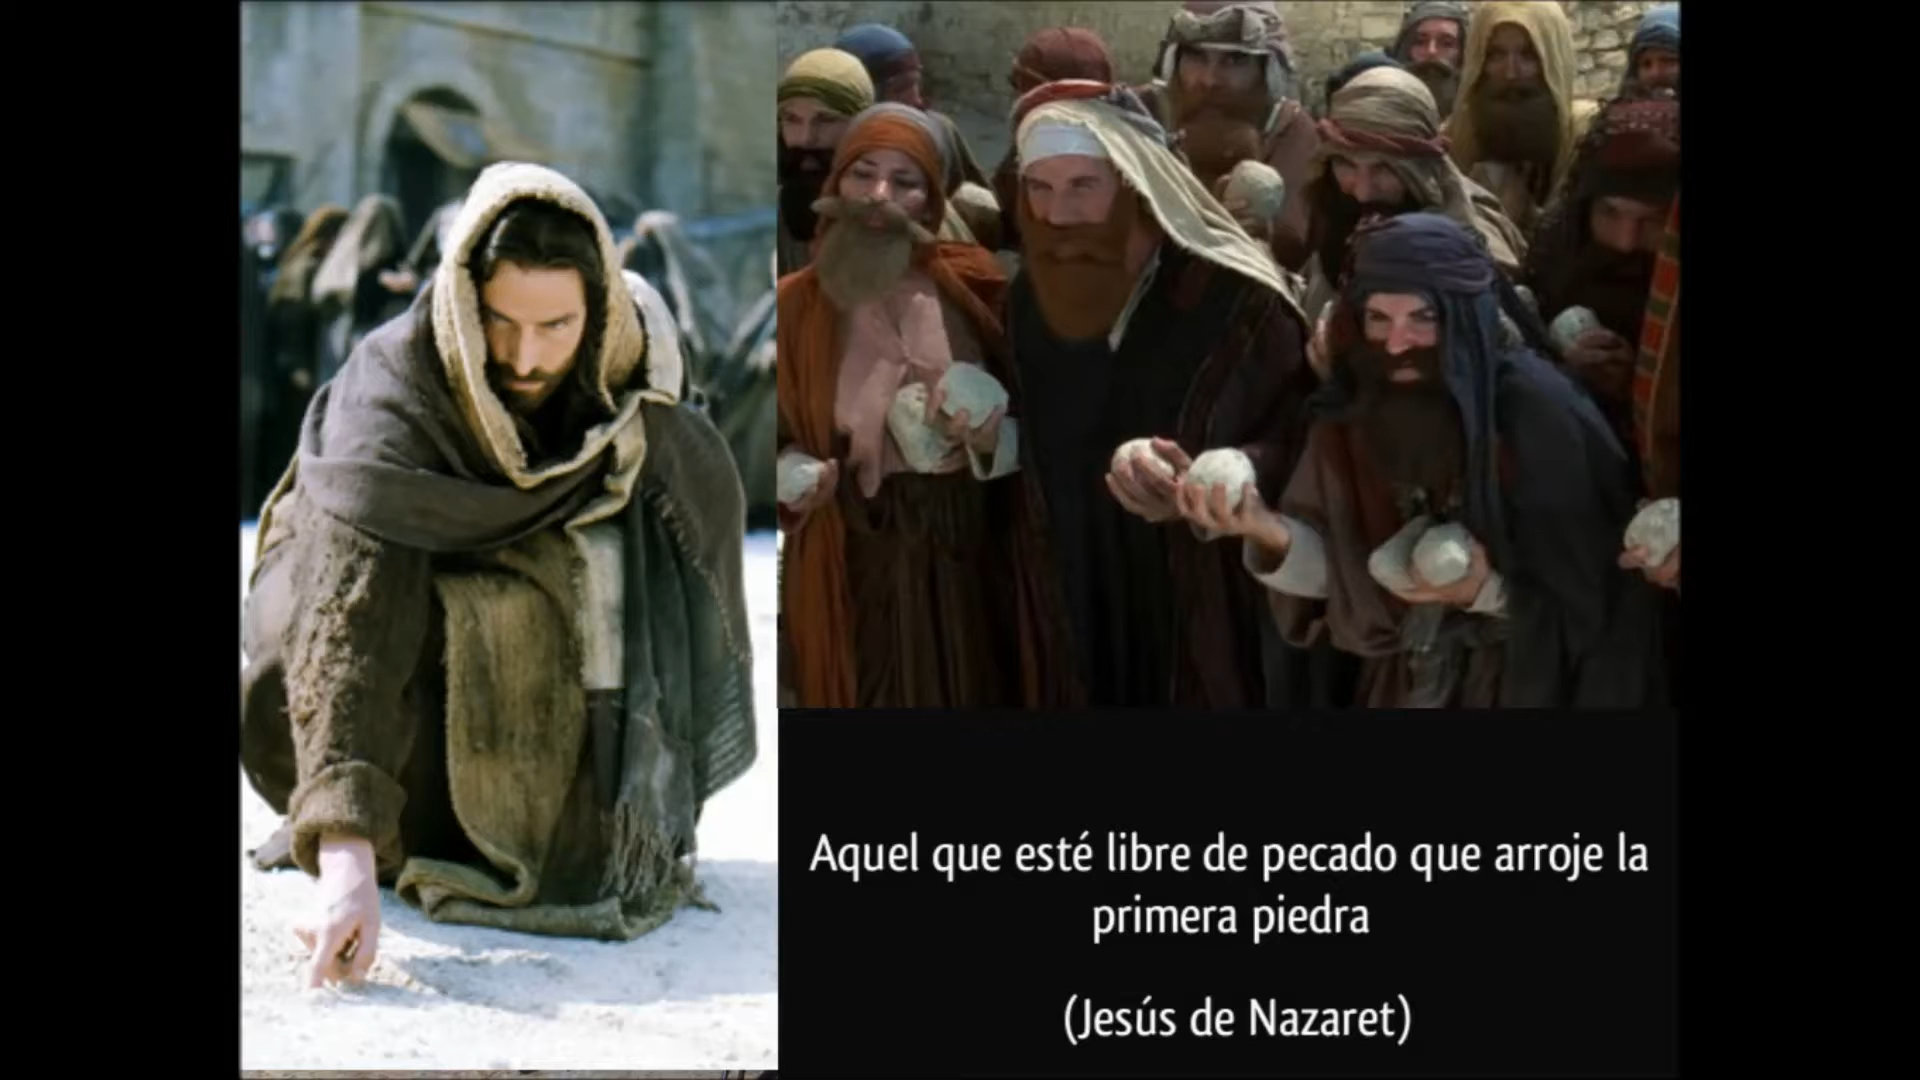 Aquel que esté libre de pecado que arroje la
primera piedra
(Jesús de Nazaret)